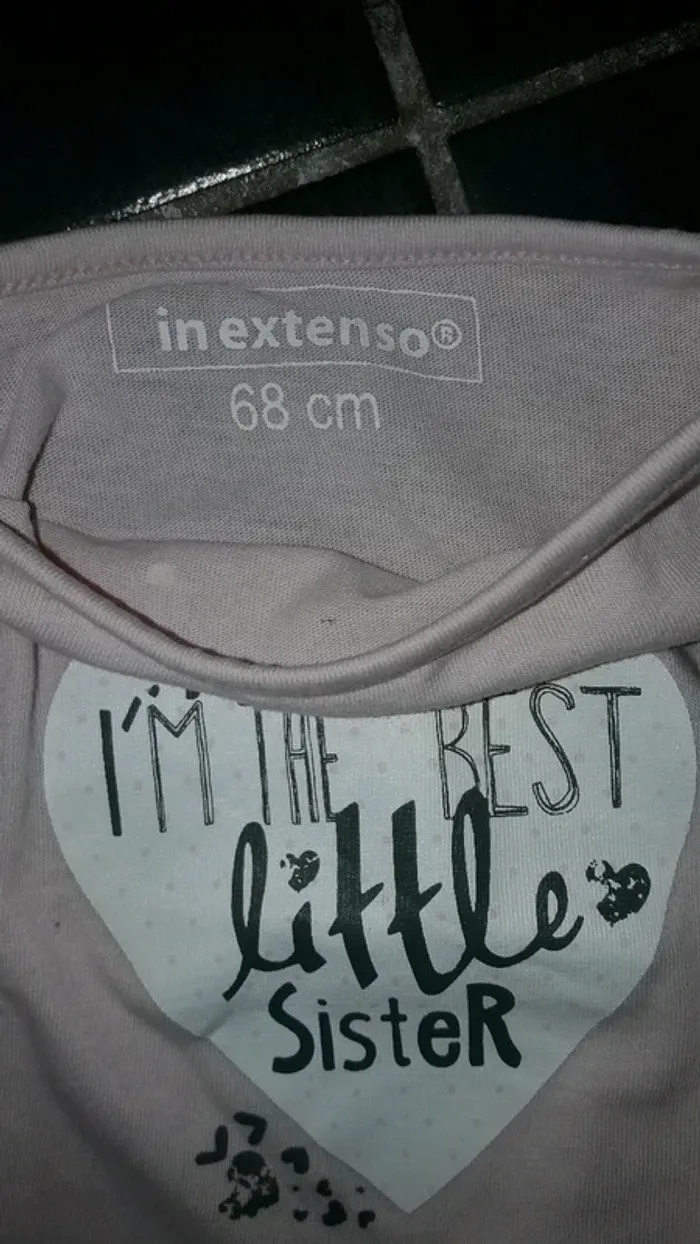 in extenso®
68 cm
I'M THE BEST
little
SisteR